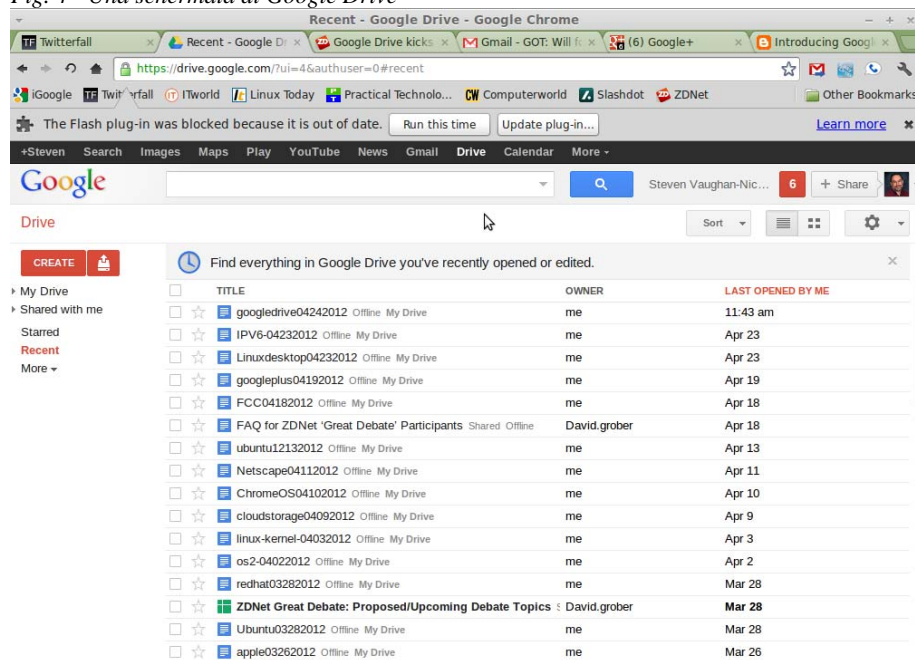 Fig. 4 - Una schermata di Google Drive
Recent - Google Drive - Google Chrome
Twitterfall
Recent - Google Dr
Google Drive kicks
Gmail - GOT: Will fo
(6) Google+
Introducing Googl
https://drive.google.com/?ui=4&authuser=0#recent
iGoogle Twitterfall ITworld Linux Today Practical Technolo... Computerworld Slashdot ZDNet Other Bookmarks
The Flash plug-in was blocked because it is out of date. Run this time Update plug-in... Learn more
+Steven Search Images Maps Play YouTube News Gmail Drive Calendar More
Google Steven Vaughan-Nic... 6 + Share
Drive Sort
CREATE
Find everything in Google Drive you've recently opened or edited.
My Drive
Shared with me
Starred
Recent
More
TITLE OWNER LAST OPENED BY ME
googledrive04242012 Offline My Drive me 11:43 am
IPV6-04232012 Offline My Drive me Apr 23
Linuxdesktop04232012 Offline My Drive me Apr 23
googleplus04192012 Offline My Drive me Apr 19
FCC04182012 Offline My Drive me Apr 18
FAQ for ZDNet 'Great Debate' Participants Shared Offline David.grober Apr 18
ubuntu12132012 Offline My Drive me Apr 13
Netscape04112012 Offline My Drive me Apr 11
ChromeOS04102012 Offline My Drive me Apr 10
cloudstorage04092012 Offline My Drive me Apr 9
linux-kernel-04032012 Offline My Drive me Apr 3
os2-04022012 Offline My Drive me Apr 2
redhat03282012 Offline My Drive me Mar 28
ZDNet Great Debate: Proposed/Upcoming Debate Topics David.grober Mar 28
Ubuntu03282012 Offline My Drive me Mar 28
apple03262012 Offline My Drive me Mar 26